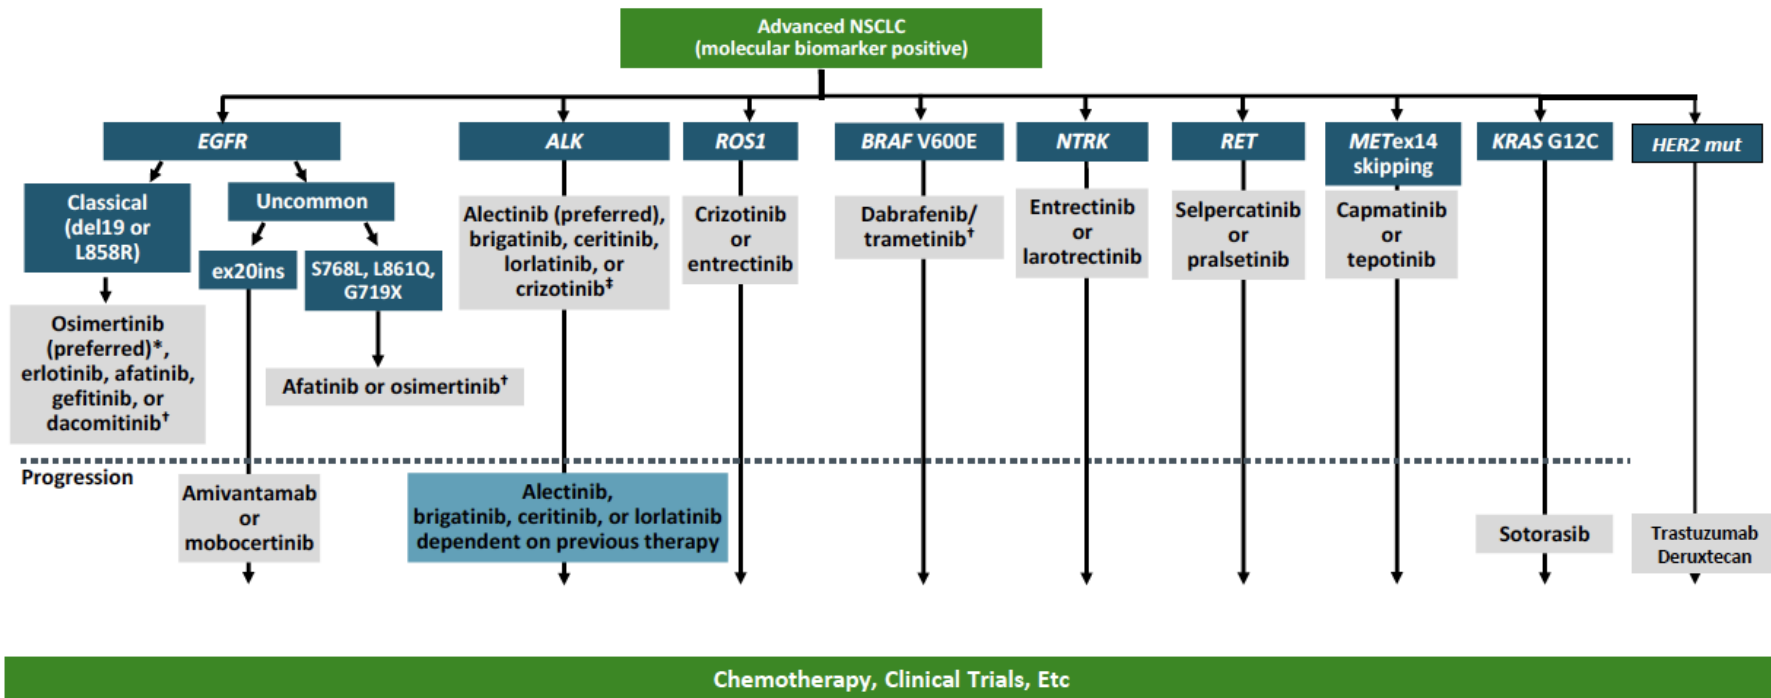 Advanced NSCLC
(molecular biomarker positive)
EGFR
ALK
ROS1
BRAF V600E
NTRK
RET
METex14
skipping
KRAS G12C
HER2 mut
Classical
(del19 or
L858R)
Uncommon
ex20ins
S768L, L861Q,
G719X
Osimertinib
(preferred)*,
erlotinib, afatinib,
gefitinib, or
dacomitinib†
Afatinib or osimertinib†
Alectinib (preferred),
brigatinib, ceritinib,
lorlatinib, or
crizotinib‡
Crizotinib
or
entrectinib
Dabrafenib/
trametinib†
Entrectinib
or
larotrectinib
Selpercatinib
or
pralsetinib
Capmatinib
or
tepotinib
Progression
Amivantamab
or
mobocertinib
Alectinib,
brigatinib, ceritinib, or lorlatinib
dependent on previous therapy
Sotorasib
Trastuzumab
Deruxtecan
Chemotherapy, Clinical Trials, Etc